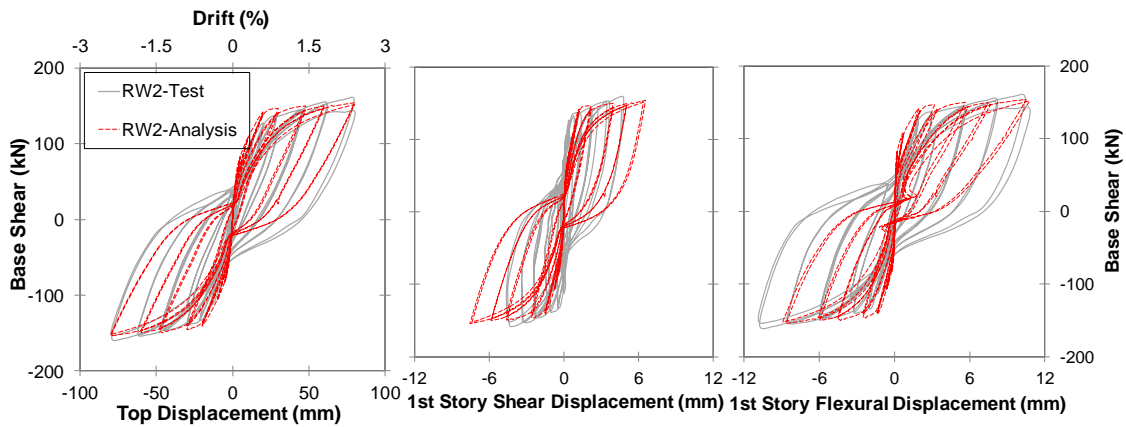 Drift (%)
-3 -1.5 0 1.5 3
200
100
0
-100
-200
Base Shear (kN)
RW2-Test
RW2-Analysis
-100 -50 0 50 100
Top Displacement (mm)
-12 -6 0 6 12
1st Story Shear Displacement (mm)
-12 -6 0 6 12
1st Story Flexural Displacement (mm)
200
100
0
-100
-200
Base Shear (kN)